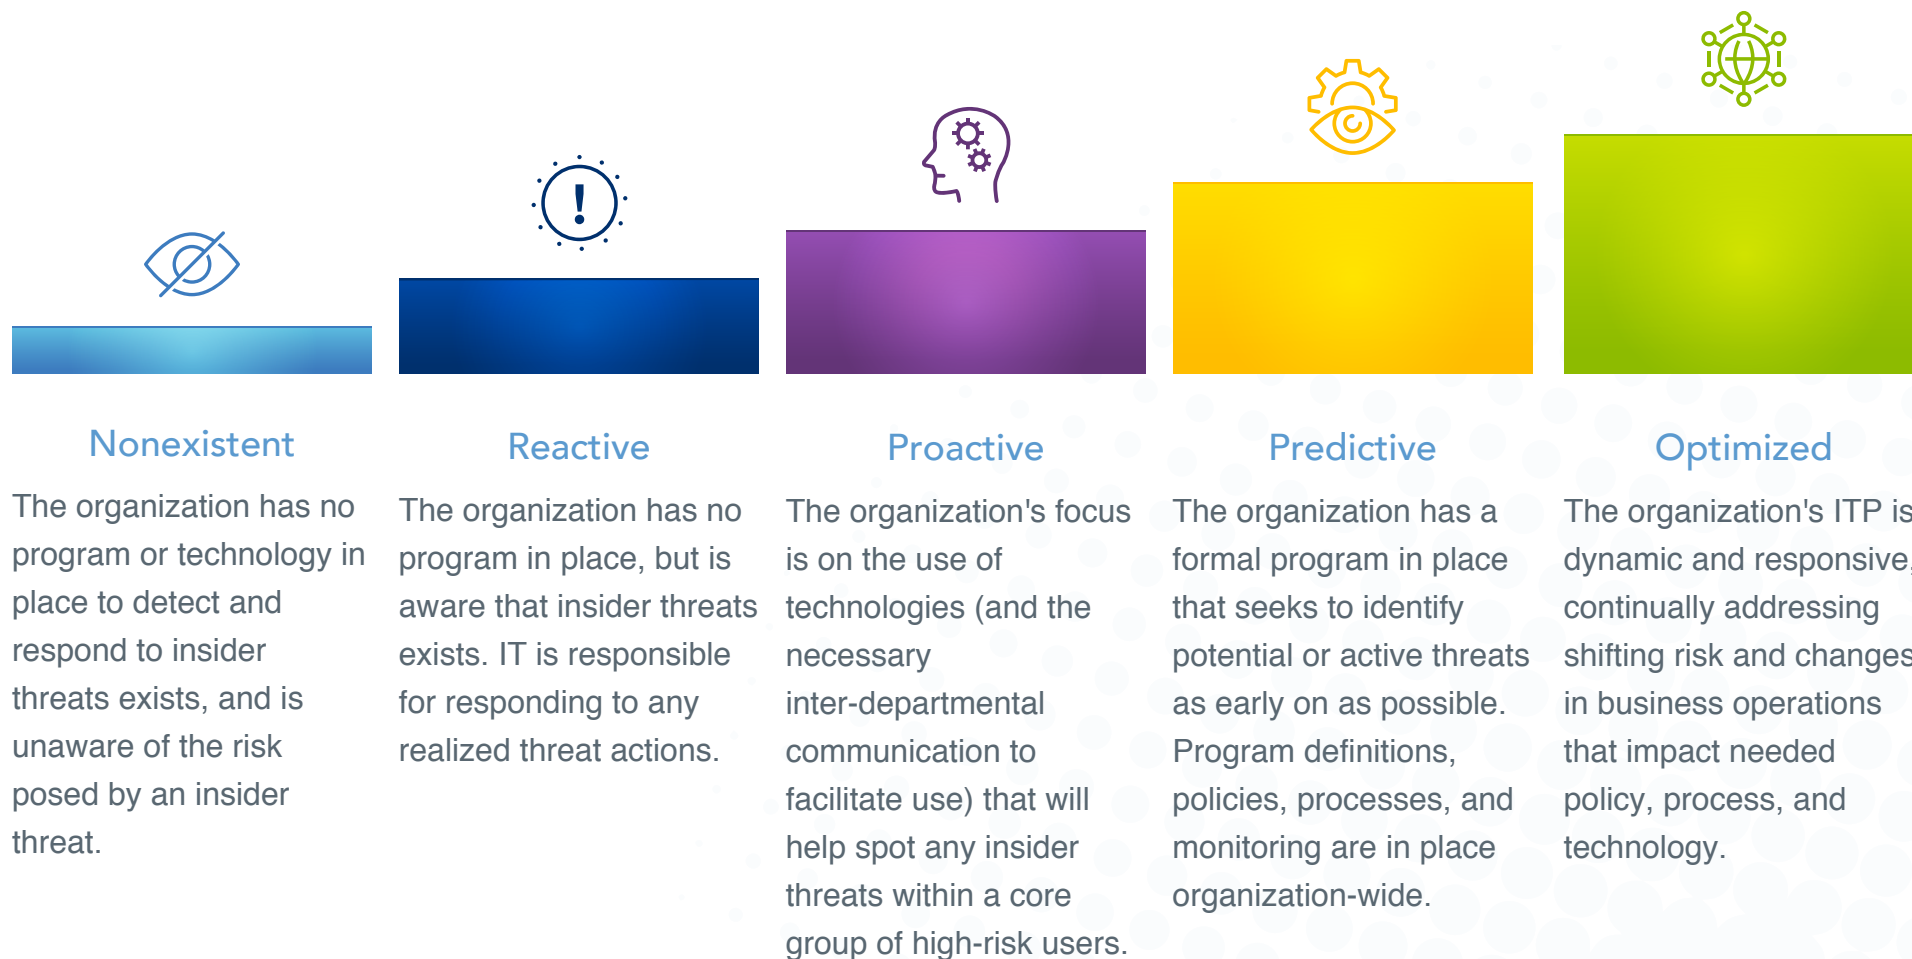 Nonexistent
The organization has no
program or technology in
place to detect and
respond to insider
threats exists, and is
unaware of the risk
posed by an insider
threat.
Reactive
The organization has no
program in place, but is
aware that insider threats
exists. IT is responsible
for responding to any
realized threat actions.
Proactive
The organization's focus
is on the use of
technologies (and the
necessary
inter-departmental
communication to
facilitate use) that will
help spot any insider
threats within a core
group of high-risk users.
Predictive
The organization has a
formal program in place
that seeks to identify
potential or active threats
as early on as possible.
Program definitions,
policies, processes, and
monitoring are in place
organization-wide.
Optimized
The organization's ITP is
dynamic and responsive,
continually addressing
shifting risk and changes
in business operations
that impact needed
policy, process, and
technology.